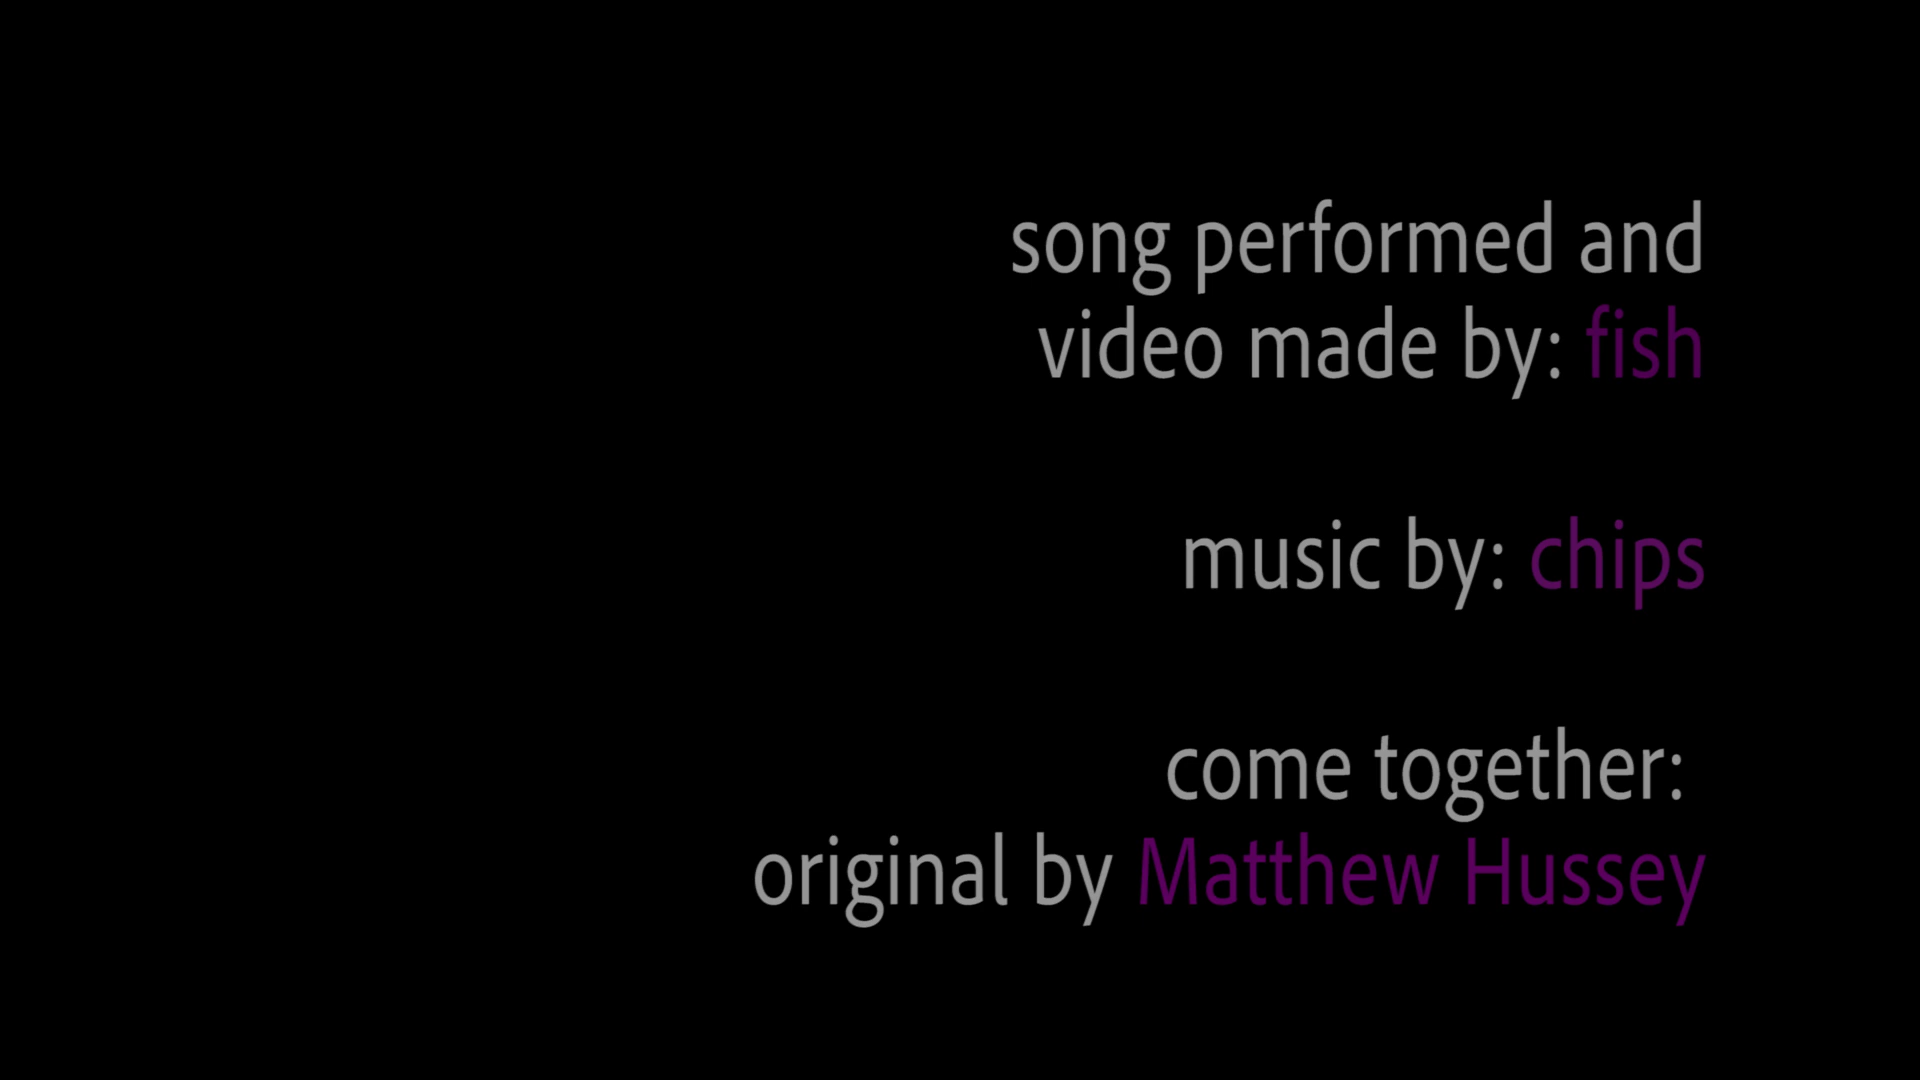 song performed and
video made by: fish
music by: chips
come together:
original by Matthew Hussey